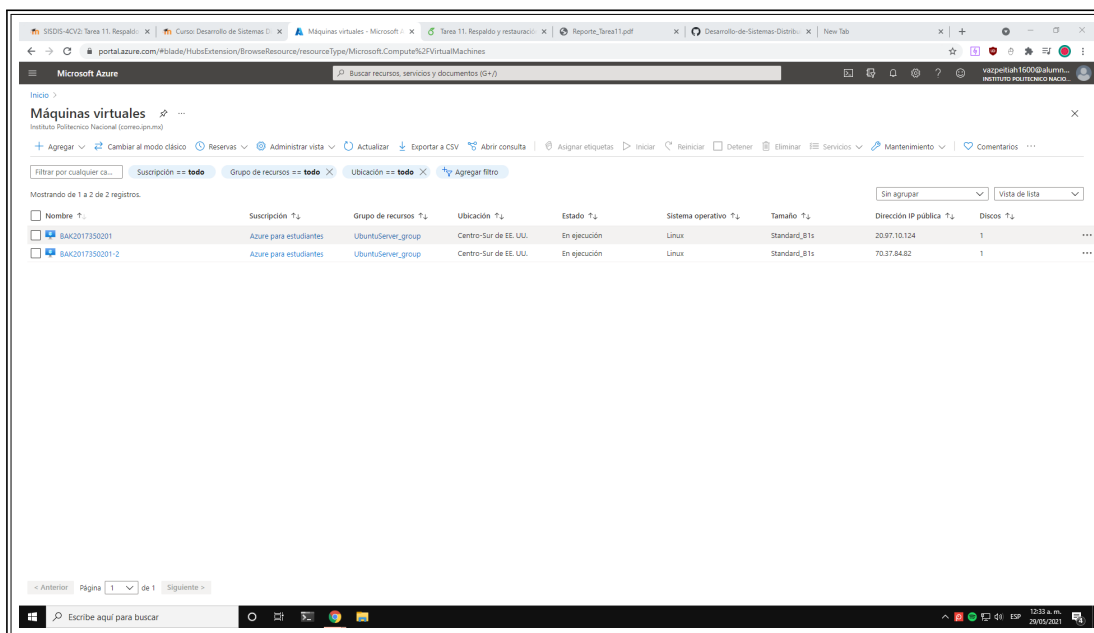 SISDIS-4CV2: Tarea 11. Respaldo Curso: Desarrollo de Sistemas D Máquinas virtuales - Microsoft A Tarea 11. Respaldo y restauració Reporte_Tarea11.pdf Desarrollo-de-Sistemas-Distribu New Tab
portal.azure.com/#blade/HubsExtension/BrowseResource/resourceType/Microsoft.Compute%2FVirtualMachines
Microsoft Azure Buscar recursos, servicios y documentos (G+/) vazpeitiah1600@alumn...
INSTITUTO POLITECNICO NACIO...
Inicio >
Máquinas virtuales ...
Instituto Politecnico Nacional (correo.ipn.mx)
+ Agregar Cambiar al modo clásico Reservas Administrar vista Actualizar Exportar a CSV Abrir consulta Asignar etiquetas Iniciar Reiniciar Detener Eliminar Servicios Mantenimiento Comentarios ...
Filtrar por cualquier ca... Suscripción == todo Grupo de recursos == todo Ubicación == todo Agregar filtro
Mostrando de 1 a 2 de 2 registros. Sin agrupar Vista de lista
Nombre Suscripción Grupo de recursos Ubicación Estado Sistema operativo Tamaño Dirección IP pública Discos
BAK2017350201 Azure para estudiantes UbuntuServer_group Centro-Sur de EE. UU. En ejecución Linux Standard_B1s 20.97.10.124 1 ...
BAK2017350201-2 Azure para estudiantes UbuntuServer_group Centro-Sur de EE. UU. En ejecución Linux Standard_B1s 70.37.84.82 1 ...
< Anterior Página 1 de 1 Siguiente >
Escribe aquí para buscar ESP 12:33 a. m.
29/05/2021